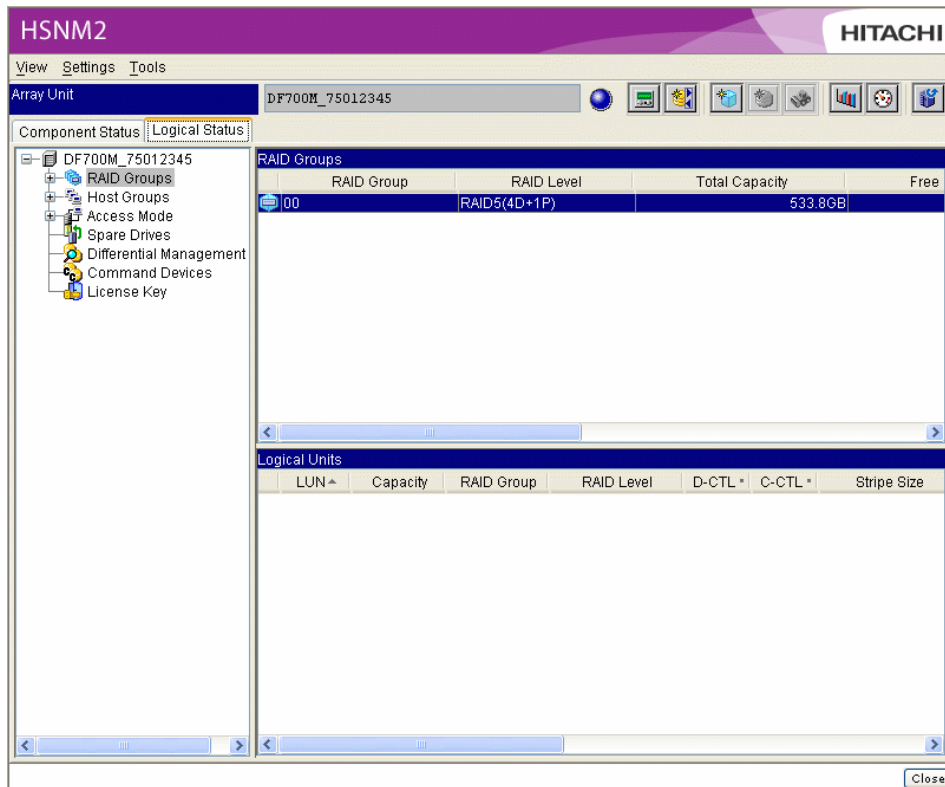 HSNM2
HITACHI
View Settings Tools
Array Unit
DF700M_75012345
Component Status Logical Status
DF700M_75012345
RAID Groups
Host Groups
Access Mode
Spare Drives
Differential Management
Command Devices
License Key
RAID Groups
RAID Group RAID Level Total Capacity Free
00 RAID5(4D+1P) 533.8GB
Logical Units
LUN Capacity RAID Group RAID Level D-CTL * C-CTL * Stripe Size
Close